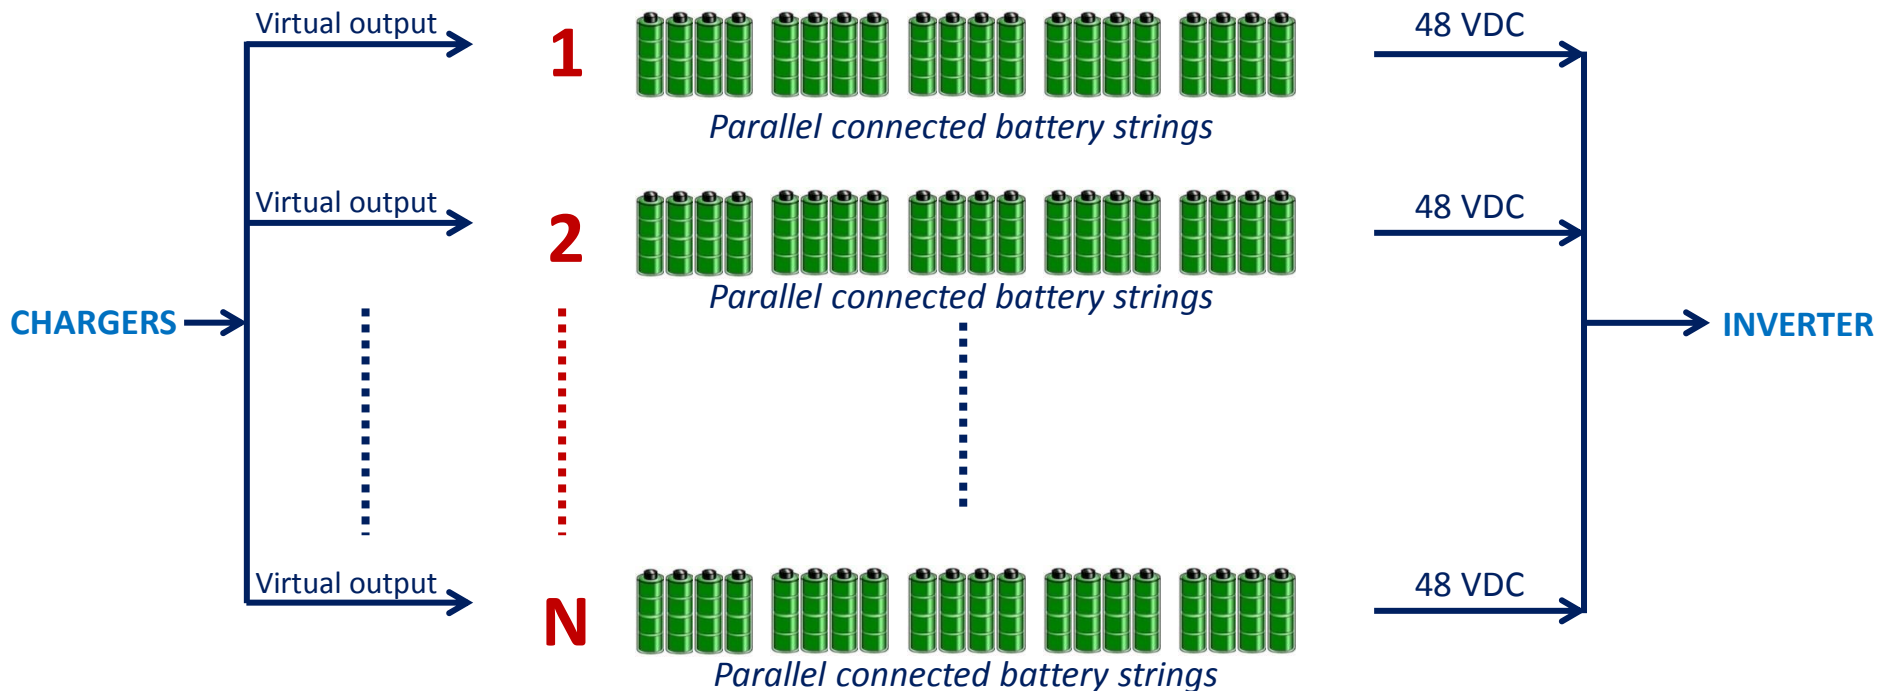 Virtual output
1
48 VDC
Parallel connected battery strings
Virtual output
2
48 VDC
Parallel connected battery strings
CHARGERS
INVERTER
Virtual output
N
48 VDC
Parallel connected battery strings